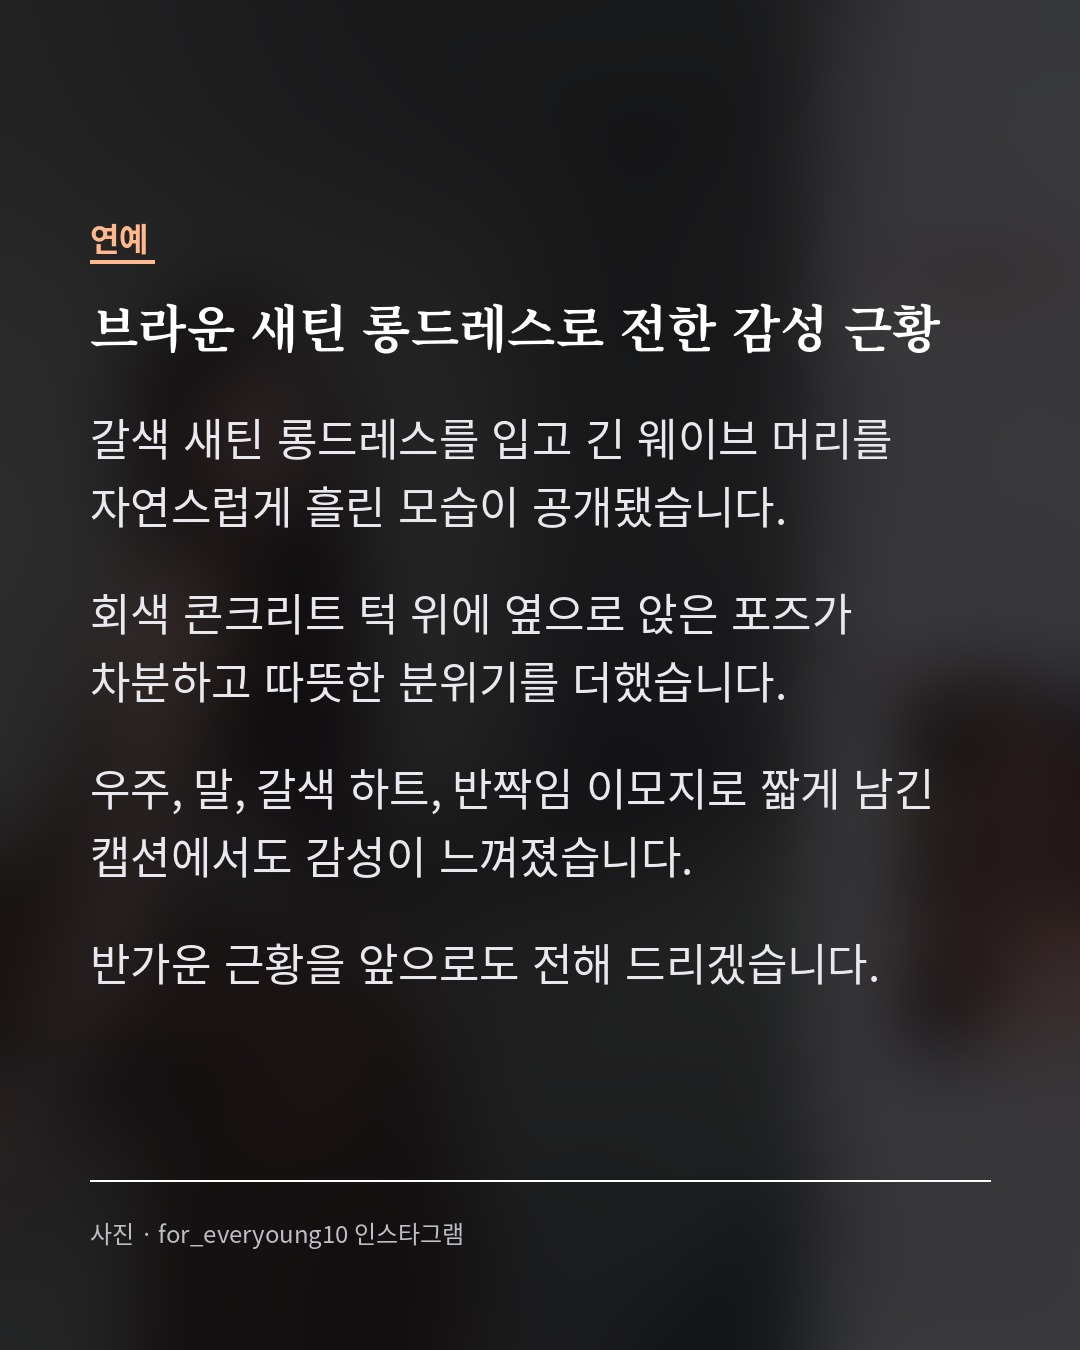 연예
브라운 새틴 롱드레스로 전한 감성 근황
갈색 새틴 롱드레스를 입고 긴 웨이브 머리를
자연스럽게 흘린 모습이 공개됐습니다.
회색 콘크리트 턱 위에 옆으로 앉은 포즈가
차분하고 따뜻한 분위기를 더했습니다.
우주, 말, 갈색 하트, 반짝임 이모지로 짧게 남긴
캡션에서도 감성이 느껴졌습니다.
반가운 근황을 앞으로도 전해 드리겠습니다.
사진 · for_everyoung10 인스타그램